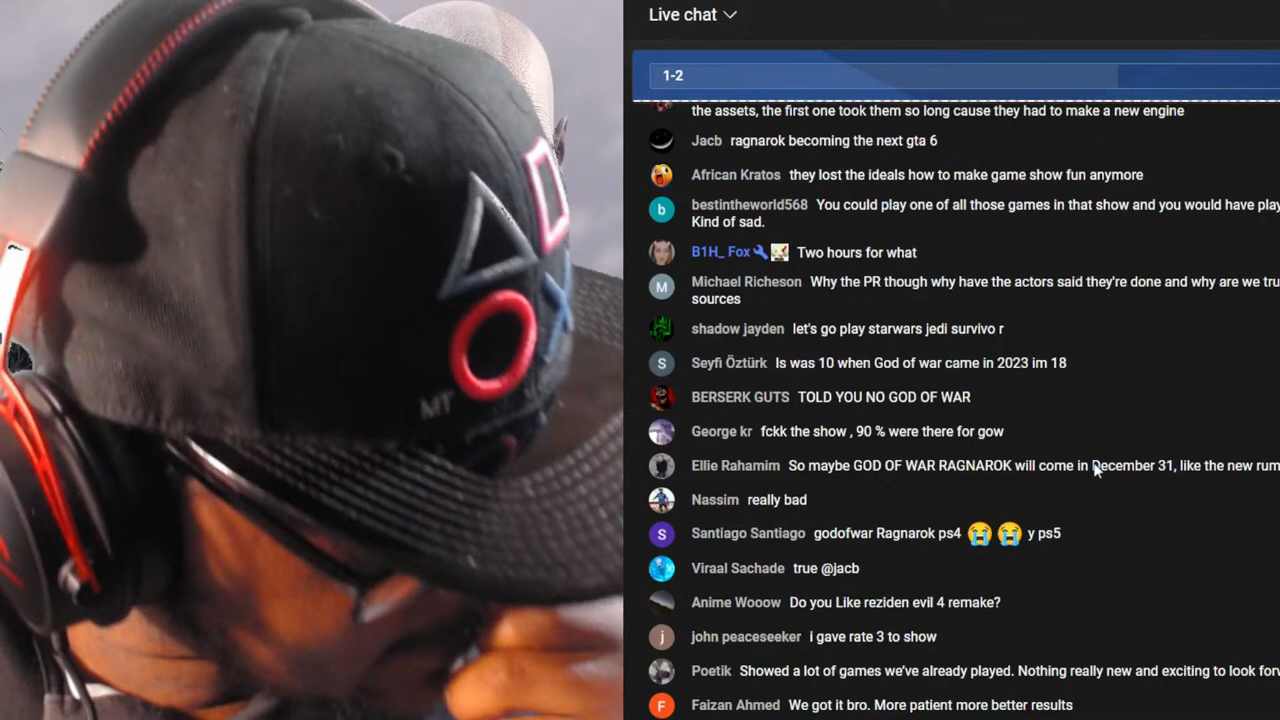 Live chat
1-2
the assets, the first one took them so long cause they had to make a new engine
Jacb ragnarok becoming the next gta 6
African Kratos they lost the ideals how to make game show fun anymore
bestintheworld568 You could play one of all those games in that show and you would have play
Kind of sad.
B1H_ Fox Two hours for what
Michael Richeson Why the PR though why have the actors said they're done and why are we tru
sources
shadow jayden let's go play starwars jedi survivo r
Seyfi Öztürk Is was 10 when God of war came in 2023 im 18
BERSERK GUTS TOLD YOU NO GOD OF WAR
George kr fckk the show , 90 % were there for gow
Ellie Rahamim So maybe GOD OF WAR RAGNAROK will come in December 31, like the new rum
Nassim really bad
Santiago Santiago godofwar Ragnarok ps4 😭 😭 y ps5
Viraal Sachade true @jacb
Anime Wooow Do you Like reziden evil 4 remake?
john peaceseeker i gave rate 3 to show
Poetik Showed a lot of games we've already played. Nothing really new and exciting to look forw
Faizan Ahmed We got it bro. More patient more better results
MT